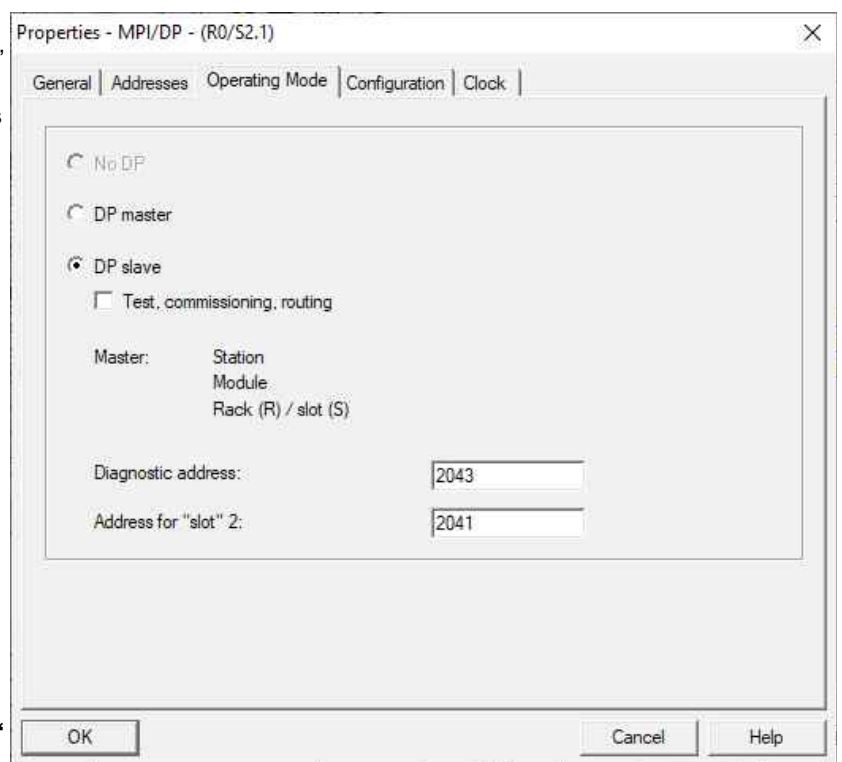 Properties - MPI/DP - (R0/S2.1)
General Addresses Operating Mode Configuration Clock
No DP
DP master
DP slave
Test, commissioning, routing
Master: Station
Module
Rack (R) / slot (S)
Diagnostic address: 2043
Address for "slot" 2: 2041
OK Cancel Help